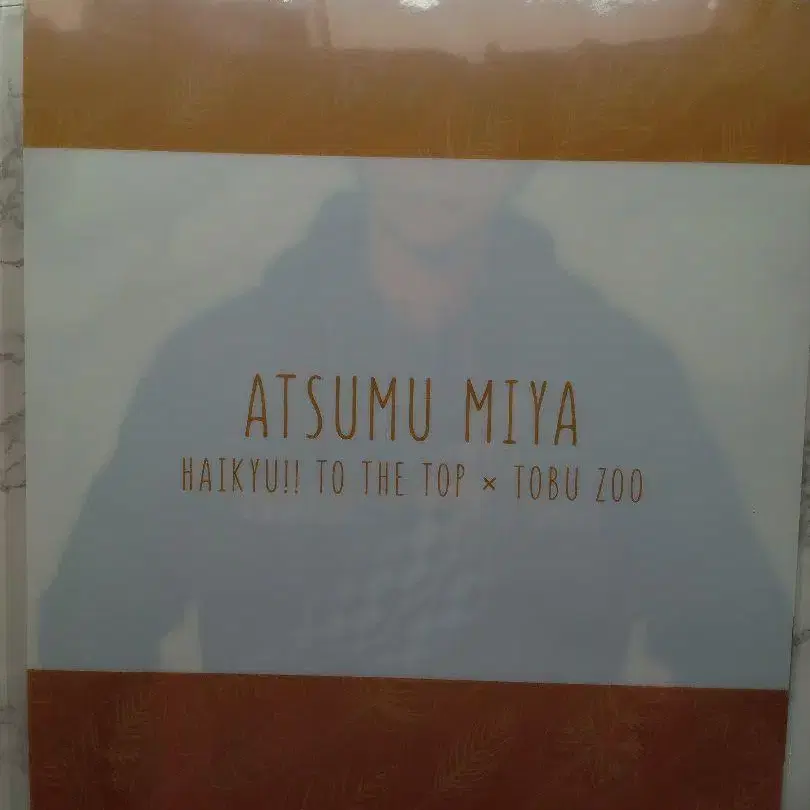 ATSUMU MIYA
HAIKYU!! TO THE TOP × TOBU ZOO